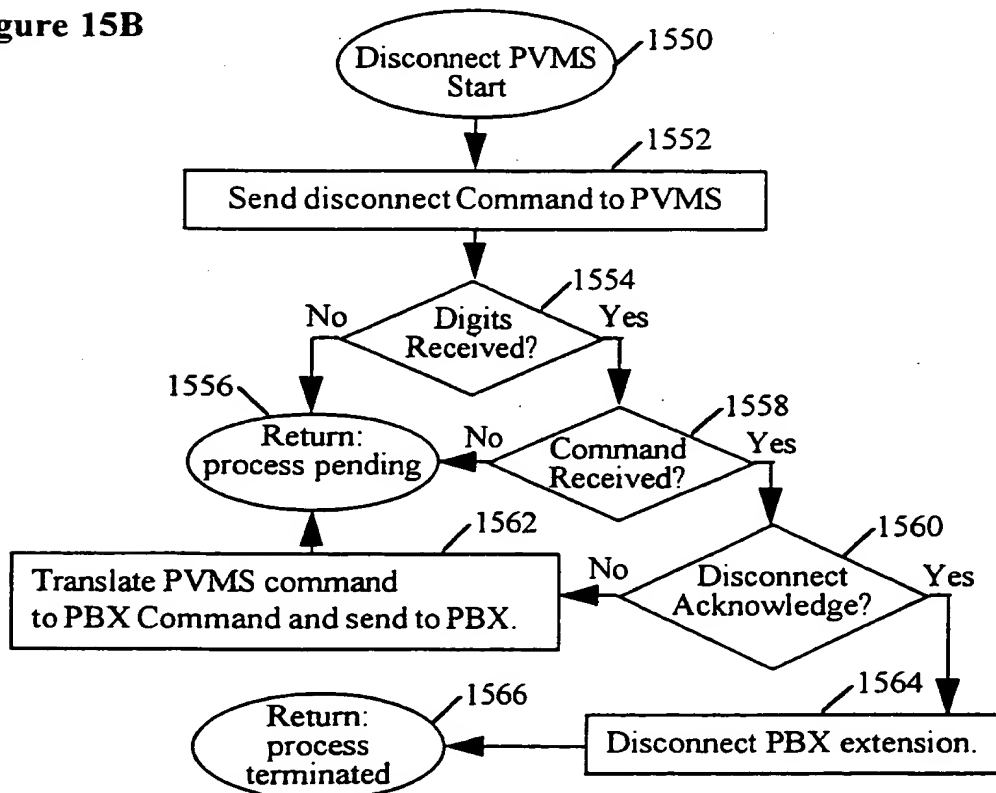 gure 15B
1550
Disconnect PVMS
Start
1552
Send disconnect Command to PVMS
1554
No
Digits
Received?
Yes
1556
Return:
process pending
1558
No
Command
Received?
Yes
1562
Translate PVMS command
to PBX Command and send to PBX.
1560
No
Disconnect
Acknowledge?
Yes
1564
Disconnect PBX extension.
1566
Return:
process
terminated